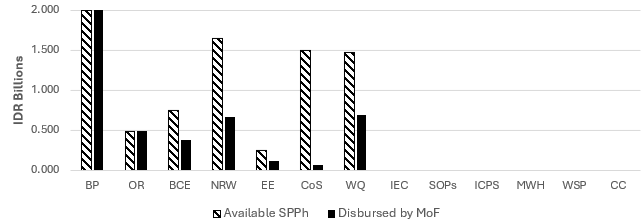 IDR Billions
2.000
1.500
1.000
0.500
0.000
BP OR BCE NRW EE CoS WQ IEC SOPs ICPS MWH WSP CC
Available SPPh Disbursed by MoF